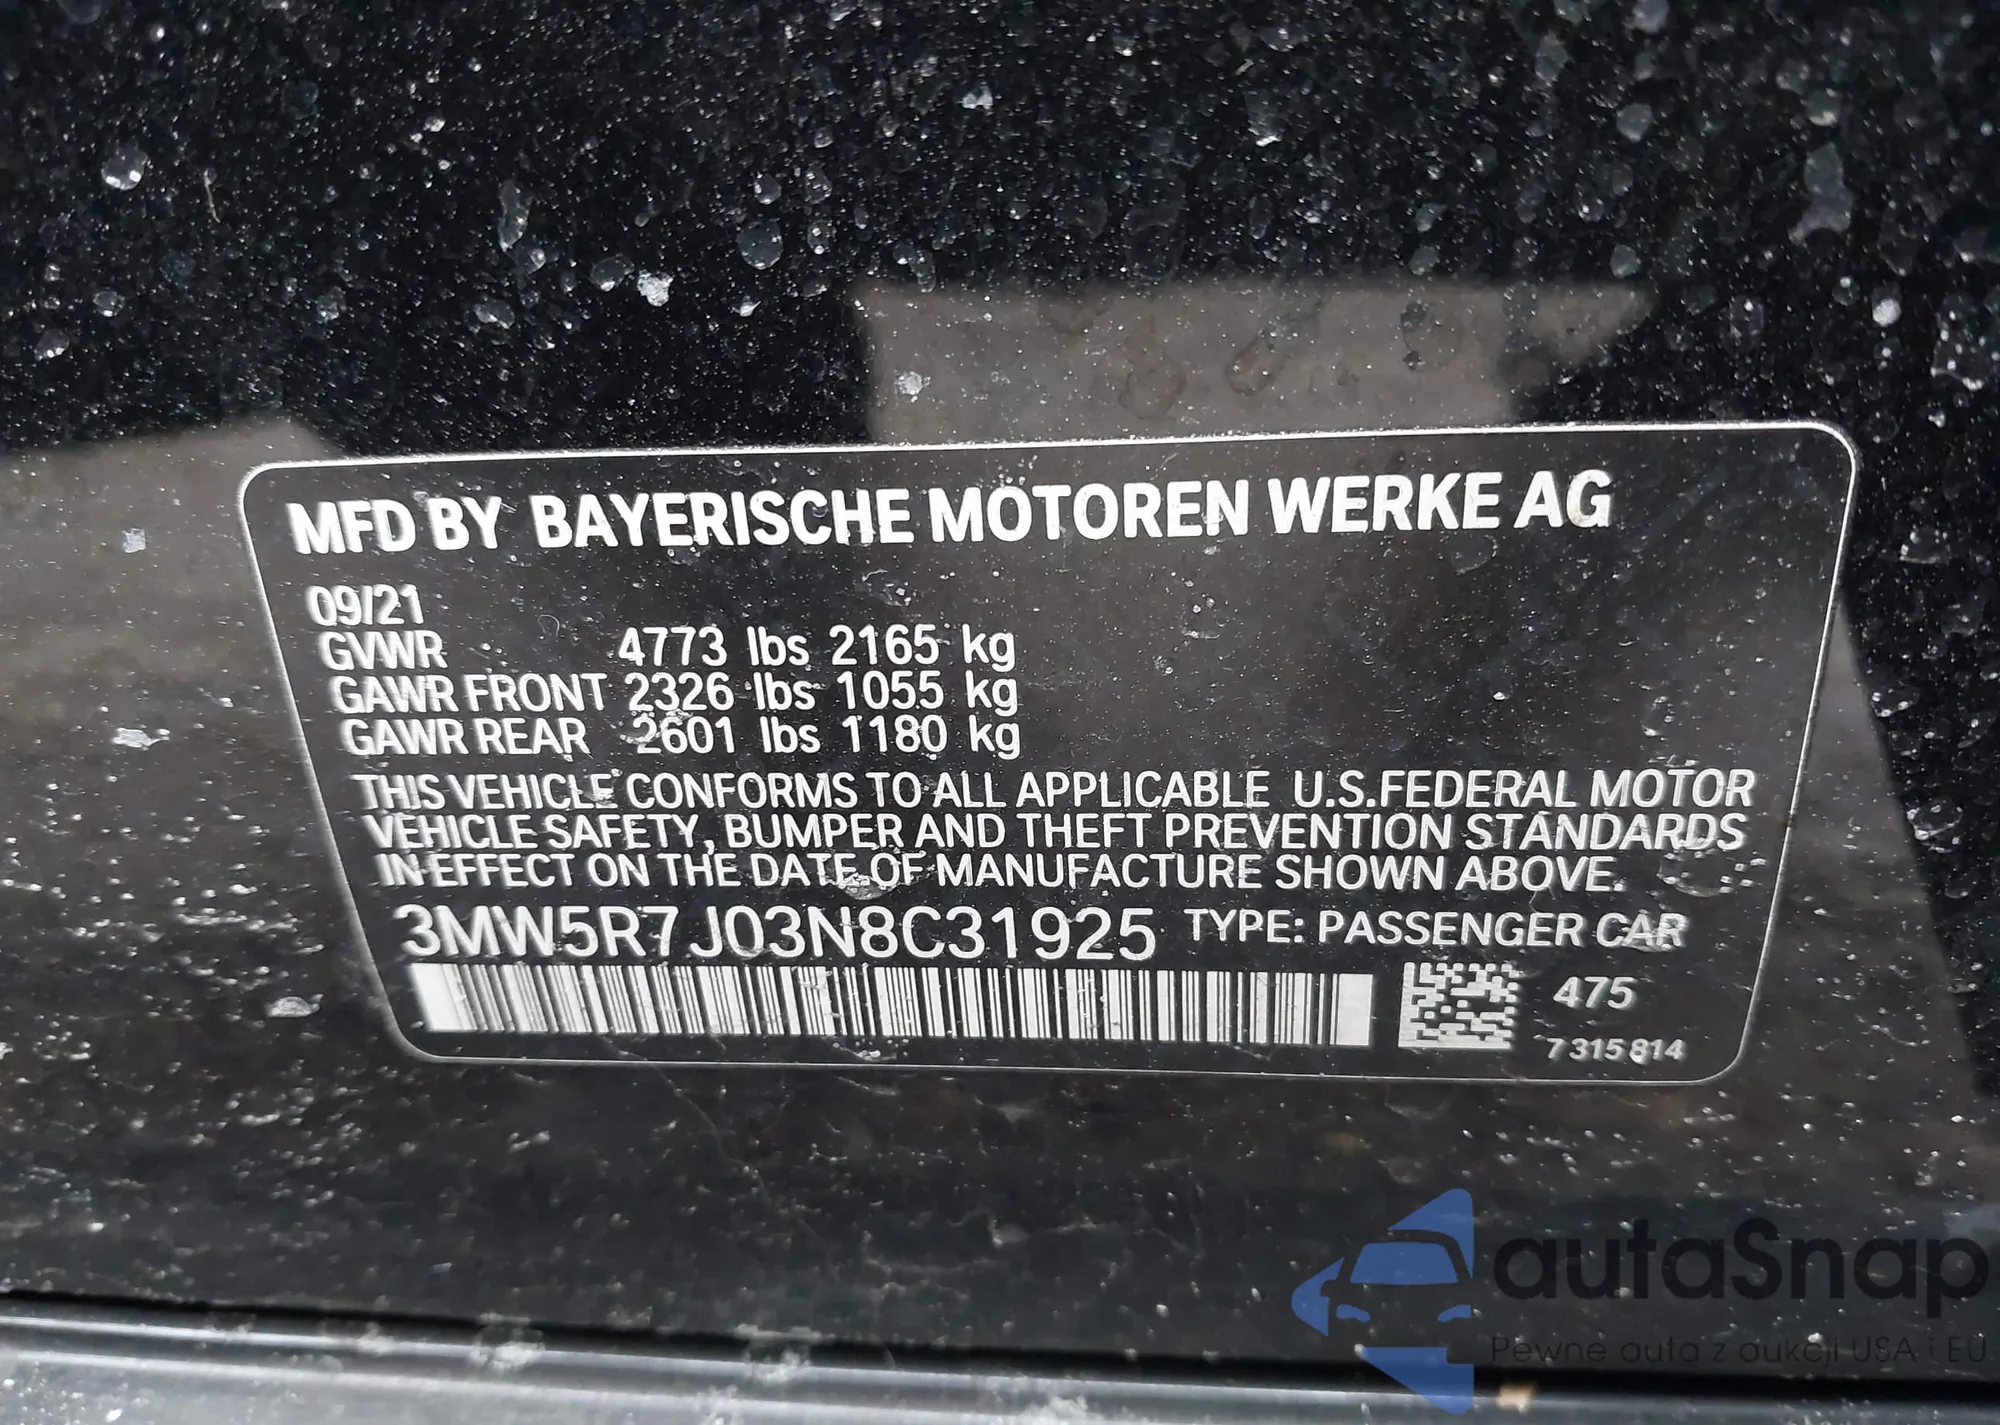 MFD BY BAYERISCHE MOTOREN WERKE AG
09/21
GVWR 4773 lbs 2165 kg
GAWR FRONT 2326 lbs 1055 kg
GAWR REAR 2601 lbs 1180 kg
THIS VEHICLE CONFORMS TO ALL APPLICABLE U.S.FEDERAL MOTOR
VEHICLE SAFETY, BUMPER AND THEFT PREVENTION STANDARDS
IN EFFECT ON THE DATE OF MANUFACTURE SHOWN ABOVE.
3MW5R7J03N8C31925 TYPE: PASSENGER CAR
475
7315814
autaSnap
Pewne auta z aukcji USA i EU